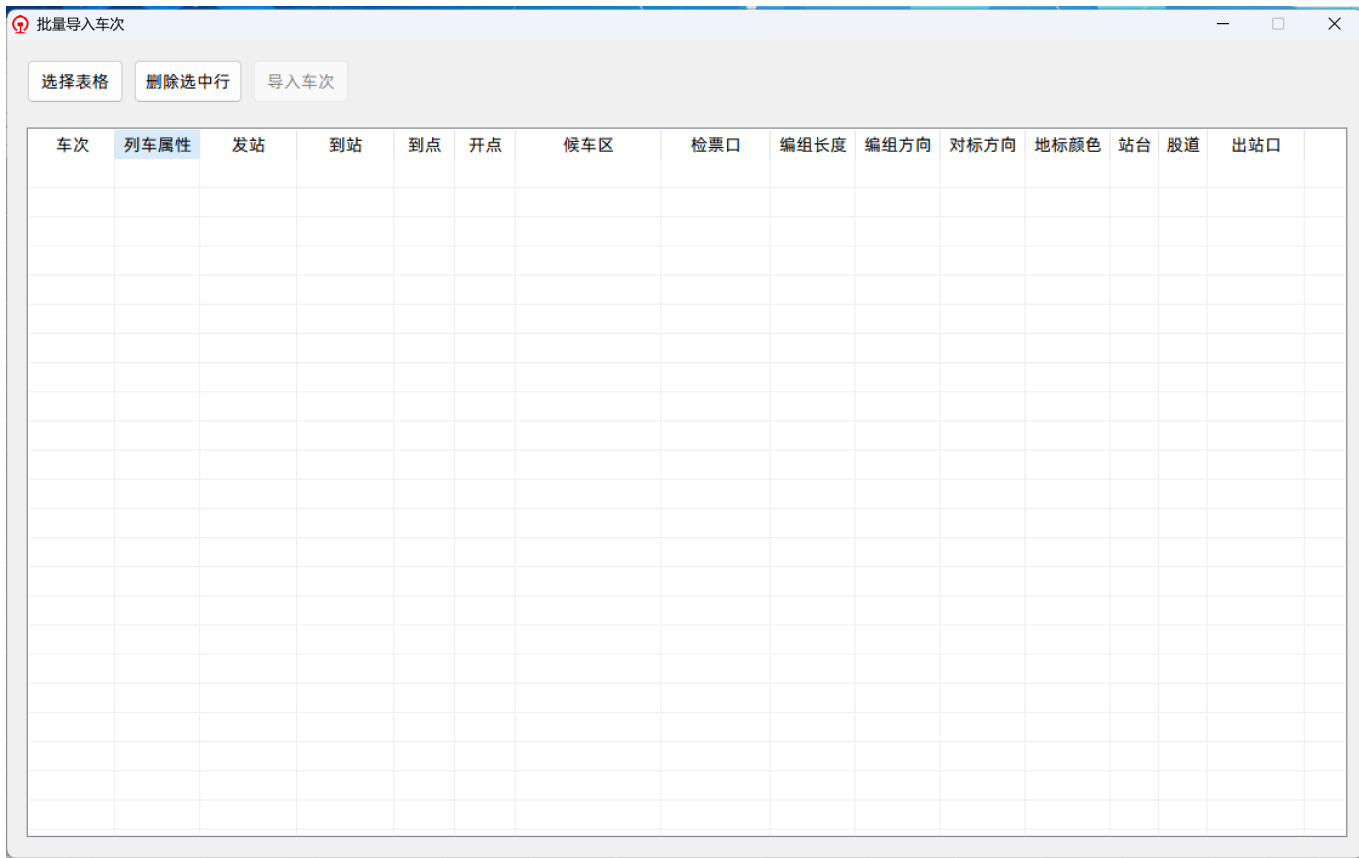 批量导入车次
选择表格 删除选中行 导入车次
车次 列车属性 发站 到站 到点 开点 候车区 检票口 编组长度 编组方向 对标方向 地标颜色 站台 股道 出站口